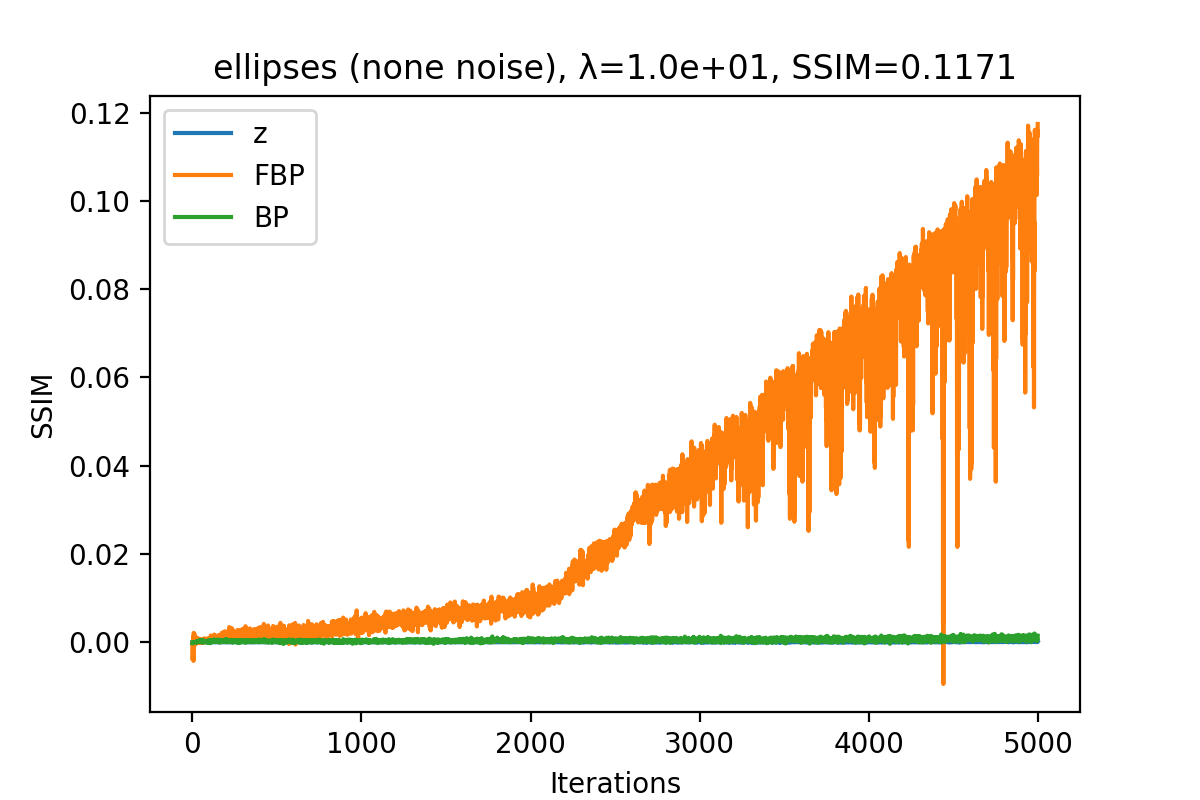 ellipses (none noise), λ=1.0e+01, SSIM=0.1171
z
FBP
BP
SSIM
0.12
0.10
0.08
0.06
0.04
0.02
0.00
0 1000 2000 3000 4000 5000
Iterations